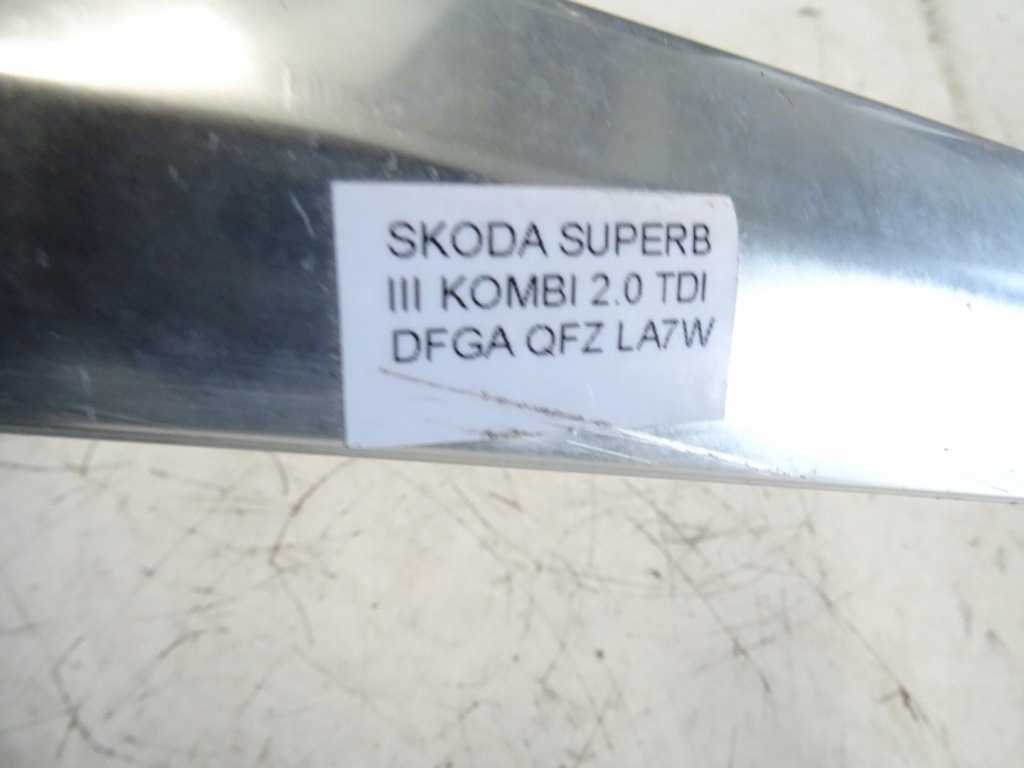 SKODA SUPERB
III KOMBI 2.0 TDI
DFGA QFZ LA7W